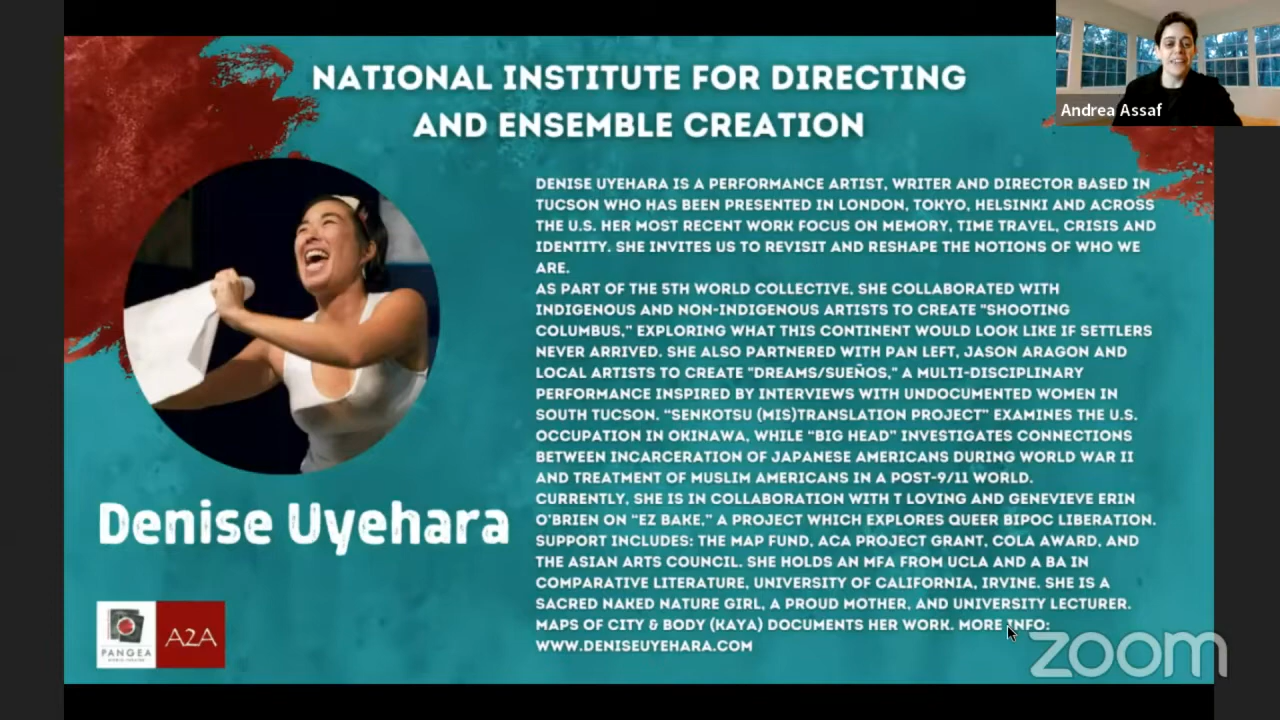 NATIONAL INSTITUTE FOR DIRECTING
AND ENSEMBLE CREATION
Andrea Assaf
DENISE UYEHARA IS A PERFORMANCE ARTIST, WRITER AND DIRECTOR BASED IN
TUCSON WHO HAS BEEN PRESENTED IN LONDON, TOKYO, HELSINKI AND ACROSS
THE U.S. HER MOST RECENT WORK FOCUS ON MEMORY, TIME TRAVEL, CRISIS AND
IDENTITY. SHE INVITES US TO REVISIT AND RESHAPE THE NOTIONS OF WHO WE
ARE.
AS PART OF THE 5TH WORLD COLLECTIVE, SHE COLLABORATED WITH
INDIGENOUS AND NON-INDIGENOUS ARTISTS TO CREATE "SHOOTING
COLUMBUS," EXPLORING WHAT THIS CONTINENT WOULD LOOK LIKE IF SETTLERS
NEVER ARRIVED. SHE ALSO PARTNERED WITH PAN LEFT, JASON ARAGON AND
LOCAL ARTISTS TO CREATE "DREAMS/SUEÑOS," A MULTI-DISCIPLINARY
PERFORMANCE INSPIRED BY INTERVIEWS WITH UNDOCUMENTED WOMEN IN
SOUTH TUCSON. “SENKOTSU (MIS)TRANSLATION PROJECT” EXAMINES THE U.S.
OCCUPATION IN OKINAWA, WHILE “BIG HEAD” INVESTIGATES CONNECTIONS
BETWEEN INCARCERATION OF JAPANESE AMERICANS DURING WORLD WAR II
AND TREATMENT OF MUSLIM AMERICANS IN A POST-9/11 WORLD.
CURRENTLY, SHE IS IN COLLABORATION WITH T LOVING AND GENEVIEVE ERIN
O’BRIEN ON “EZ BAKE,” A PROJECT WHICH EXPLORES QUEER BIPOC LIBERATION.
SUPPORT INCLUDES: THE MAP FUND, ACA PROJECT GRANT, COLA AWARD, AND
THE ASIAN ARTS COUNCIL. SHE HOLDS AN MFA FROM UCLA AND A BA IN
COMPARATIVE LITERATURE, UNIVERSITY OF CALIFORNIA, IRVINE. SHE IS A
SACRED NAKED NATURE GIRL, A PROUD MOTHER, AND UNIVERSITY LECTURER.
MAPS OF CITY & BODY (KAYA) DOCUMENTS HER WORK. MORE INFO:
WWW.DENISEUYEHARA.COM
Denise Uyehara
PANGEA
A2A
zoom